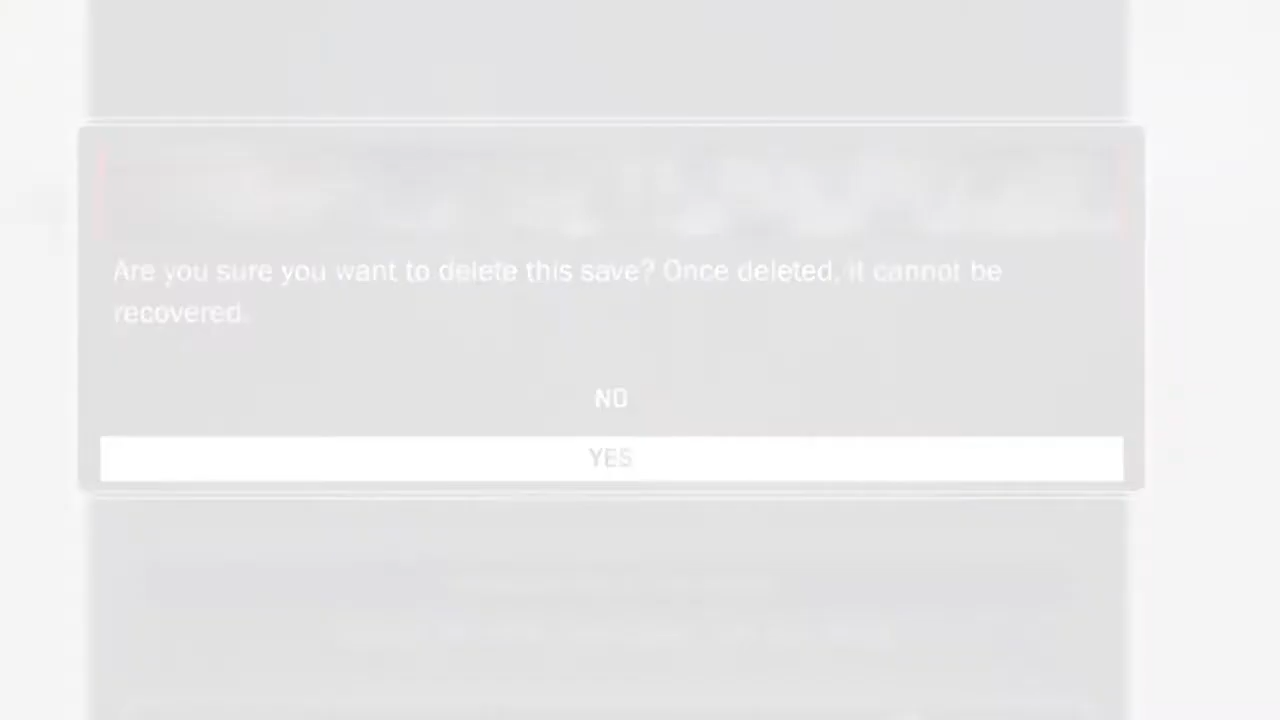 Are you sure you want to delete this save? Once deleted, it cannot be
recovered.
NO
YES